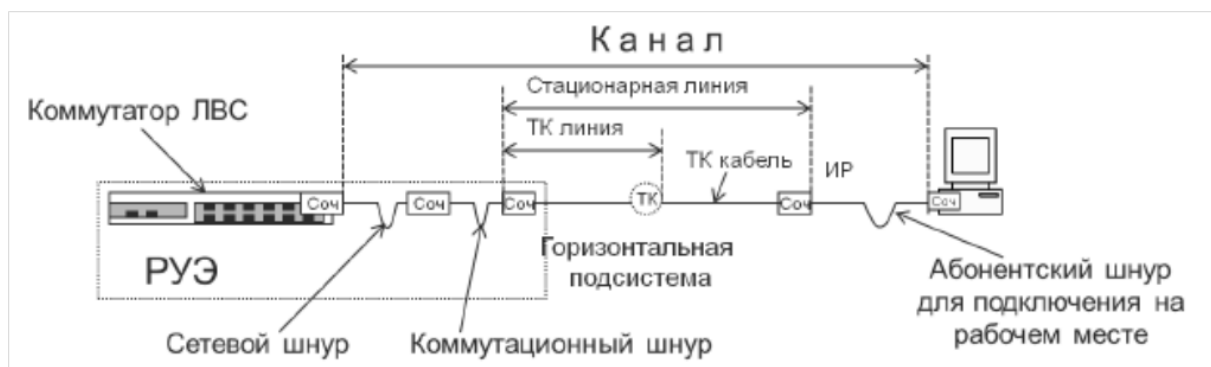 Канал
Стационарная линия
Коммутатор ЛВС
ТК линия
ТК кабель
ИР
Соч
Соч
Соч
ТК
Соч
Соч
РУЭ
Горизонтальная
подсистема
Абонентский шнур
для подключения на
рабочем месте
Сетевой шнур
Коммутационный шнур